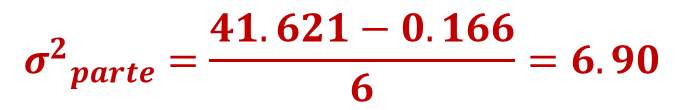 σ²parte = (41.621 − 0.166) / 6 = 6.90